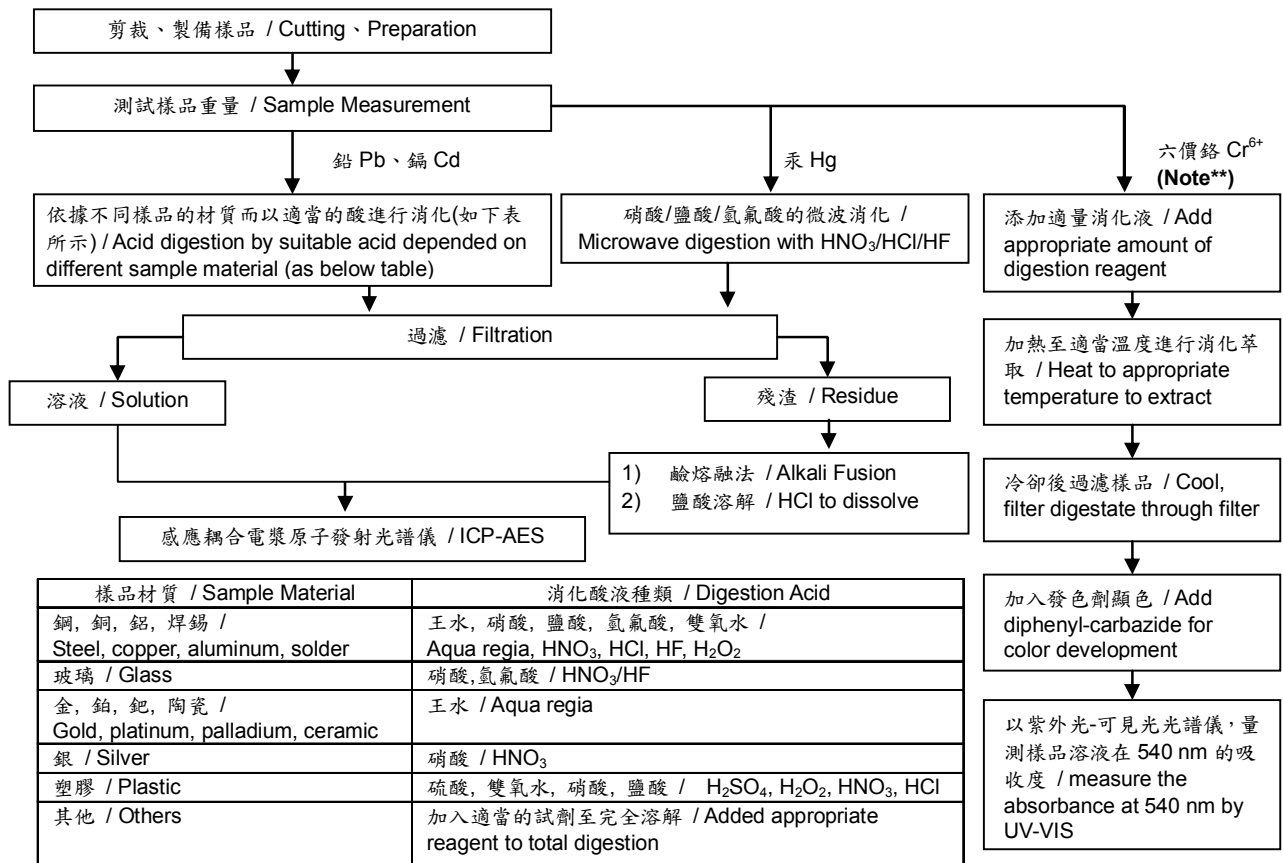 剪裁、製備樣品 / Cutting、Preparation
測試樣品重量 / Sample Measurement
鉛 Pb、鎘 Cd
汞 Hg
六價鉻 Cr⁶⁺
(Note**)
依據不同樣品的材質而以適當的酸進行消化(如下表
所示) / Acid digestion by suitable acid depended on
different sample material (as below table)
硝酸/鹽酸/氫氟酸的微波消化 /
Microwave digestion with HNO₃/HCl/HF
添加適量消化液 / Add
appropriate amount of
digestion reagent
過濾 / Filtration
加熱至適當溫度進行消化萃
取 / Heat to appropriate
temperature to extract
溶液 / Solution
殘渣 / Residue
1) 鹼熔融法 / Alkali Fusion
2) 鹽酸溶解 / HCl to dissolve
冷卻後過濾樣品 / Cool,
filter digestate through filter
感應耦合電漿原子發射光譜儀 / ICP-AES
加入發色劑顯色 / Add
diphenyl-carbazide for
color development
以紫外光-可見光光譜儀，量
測樣品溶液在 540 nm 的吸
收度 / measure the
absorbance at 540 nm by
UV-VIS
樣品材質 / Sample Material
消化酸液種類 / Digestion Acid
鋼, 銅, 鋁, 焊錫 /
Steel, copper, aluminum, solder
王水, 硝酸, 鹽酸, 氫氟酸, 雙氧水 /
Aqua regia, HNO₃, HCl, HF, H₂O₂
玻璃 / Glass
硝酸,氫氟酸 / HNO₃/HF
金, 鉑, 鈀, 陶瓷 /
Gold, platinum, palladium, ceramic
王水 / Aqua regia
銀 / Silver
硝酸 / HNO₃
塑膠 / Plastic
硫酸, 雙氧水, 硝酸, 鹽酸 / H₂SO₄, H₂O₂, HNO₃, HCl
其他 / Others
加入適當的試劑至完全溶解 / Added appropriate
reagent to total digestion